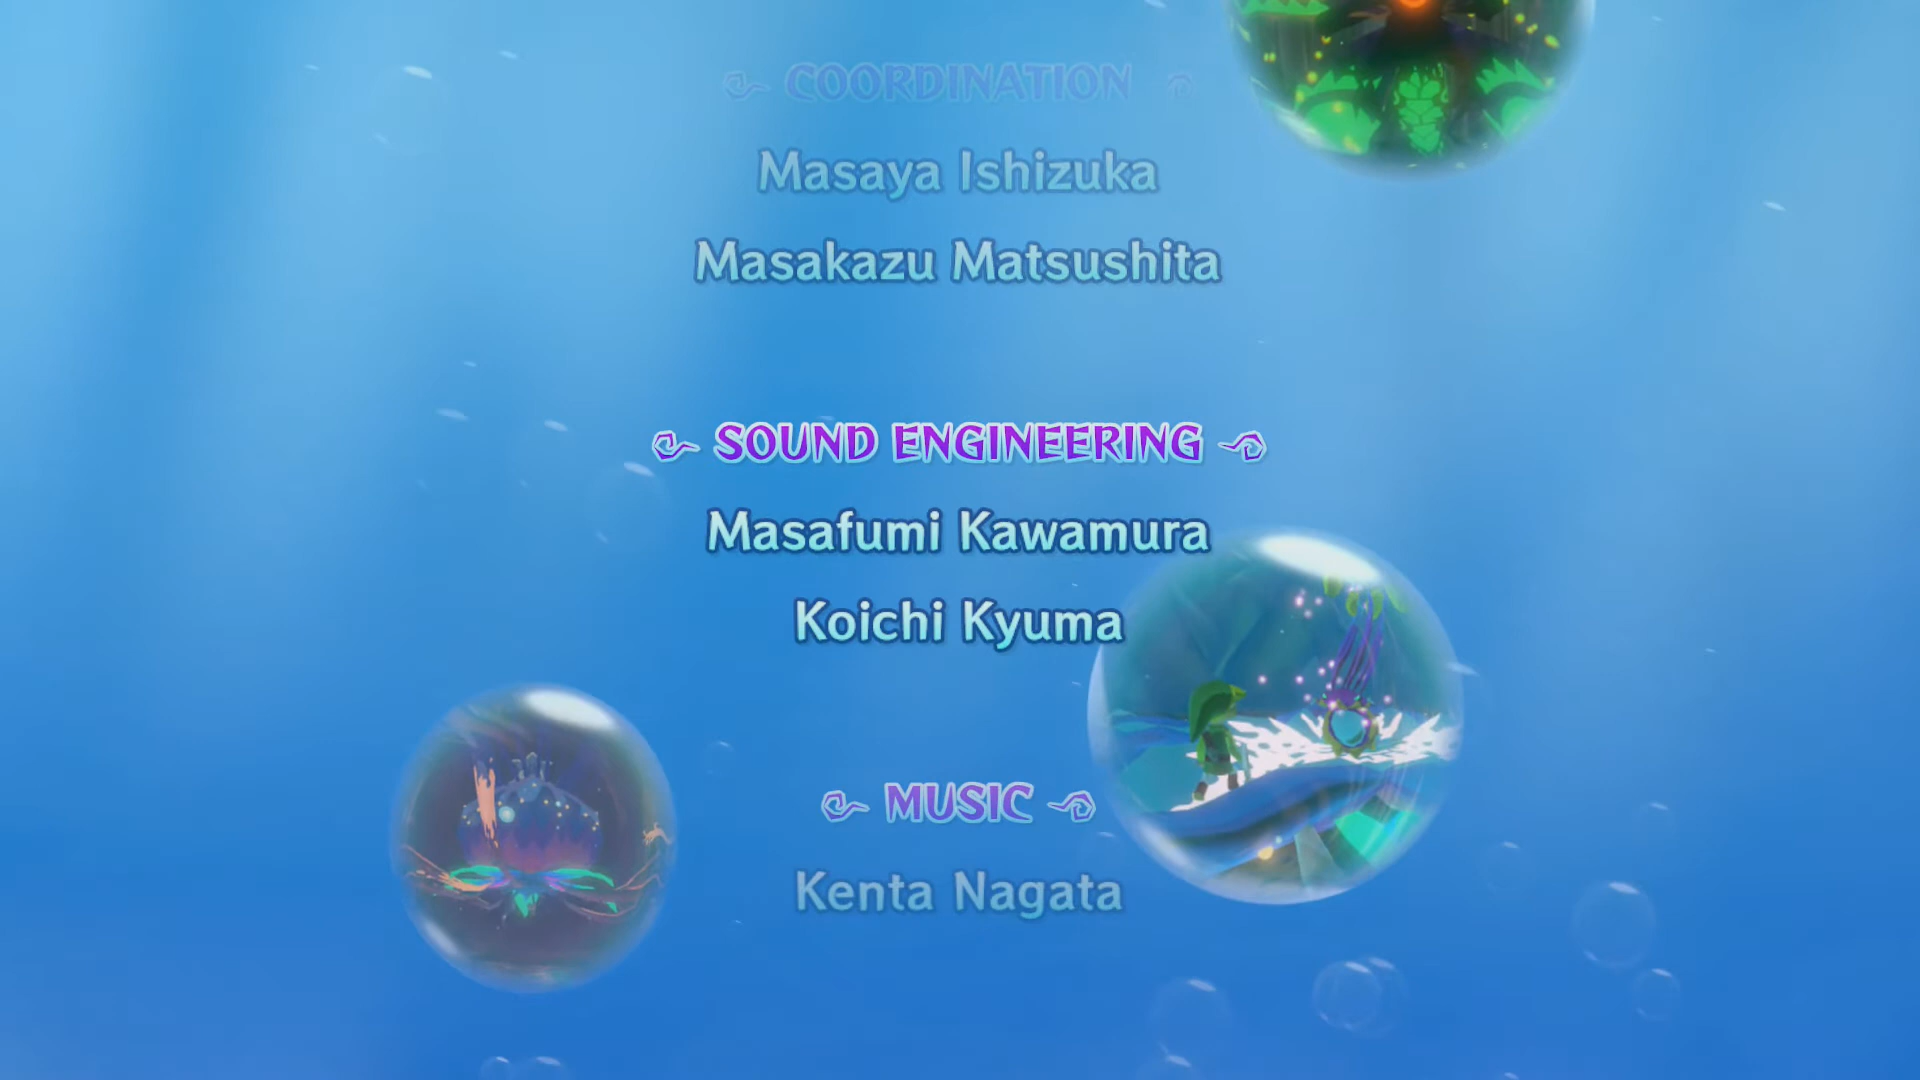 COORDINATION
Masaya Ishizuka
Masakazu Matsushita
SOUND ENGINEERING
Masafumi Kawamura
Koichi Kyuma
MUSIC
Kenta Nagata